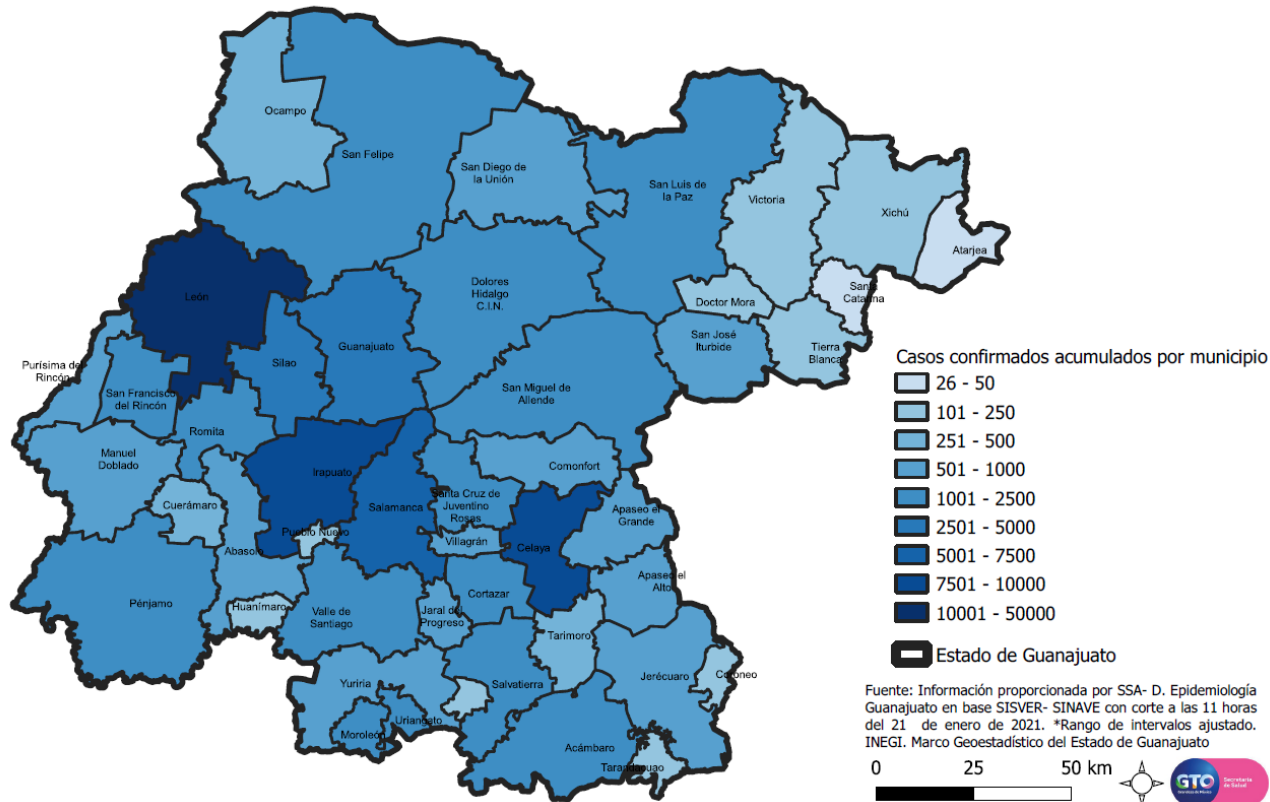 Ocampo
San Felipe
San Diego de
la Unión
San Luis de
la Paz
Victoria
Xichú
Atarjea
León
Dolores
Hidalgo
C.I.N.
Doctor Mora
Santa
Catarina
Guanajuato
Silao
San José
Iturbide
Tierra
Blanca
Purísima del
Rincón
San Francisco
del Rincón
San Miguel de
Allende
Romita
Manuel
Doblado
Irapuato
Comonfort
Cuerámaro
Salamanca
Santa Cruz de
Juventino
Rosas
Apaseo el
Grande
Pueblo Nuevo
Villagrán
Celaya
Abasolo
Apaseo el
Alto
Pénjamo
Huanímaro
Valle de
Santiago
Jaral del
Progreso
Cortazar
Tarimoro
Yuriria
Salvatierra
Jerécuaro
Coroneo
Uriangato
Moroleón
Acámbaro
Tarandacuao
Casos confirmados acumulados por municipio
26 - 50
101 - 250
251 - 500
501 - 1000
1001 - 2500
2501 - 5000
5001 - 7500
7501 - 10000
10001 - 50000
Estado de Guanajuato
Fuente: Información proporcionada por SSA- D. Epidemiología
Guanajuato en base SISVER- SINAVE con corte a las 11 horas
del 21 de enero de 2021. *Rango de intervalos ajustado.
INEGI. Marco Geoestadístico del Estado de Guanajuato
0 25 50 km
GTO
Secretaría
de Salud